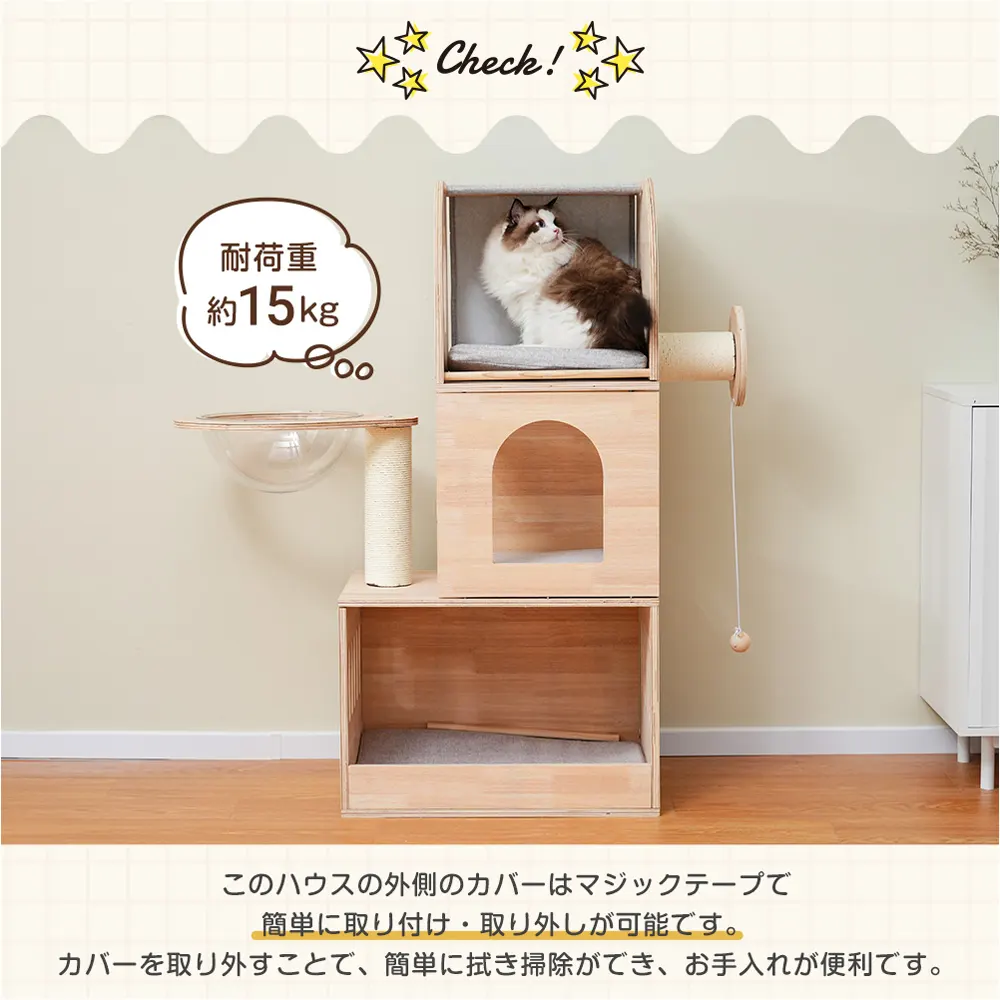 Check!
耐荷重
約15kg
このハウスの外側のカバーはマジックテープで
簡単に取り付け・取り外しが可能です。
カバーを取り外すことで、簡単に拭き掃除ができ、お手入れが便利です。